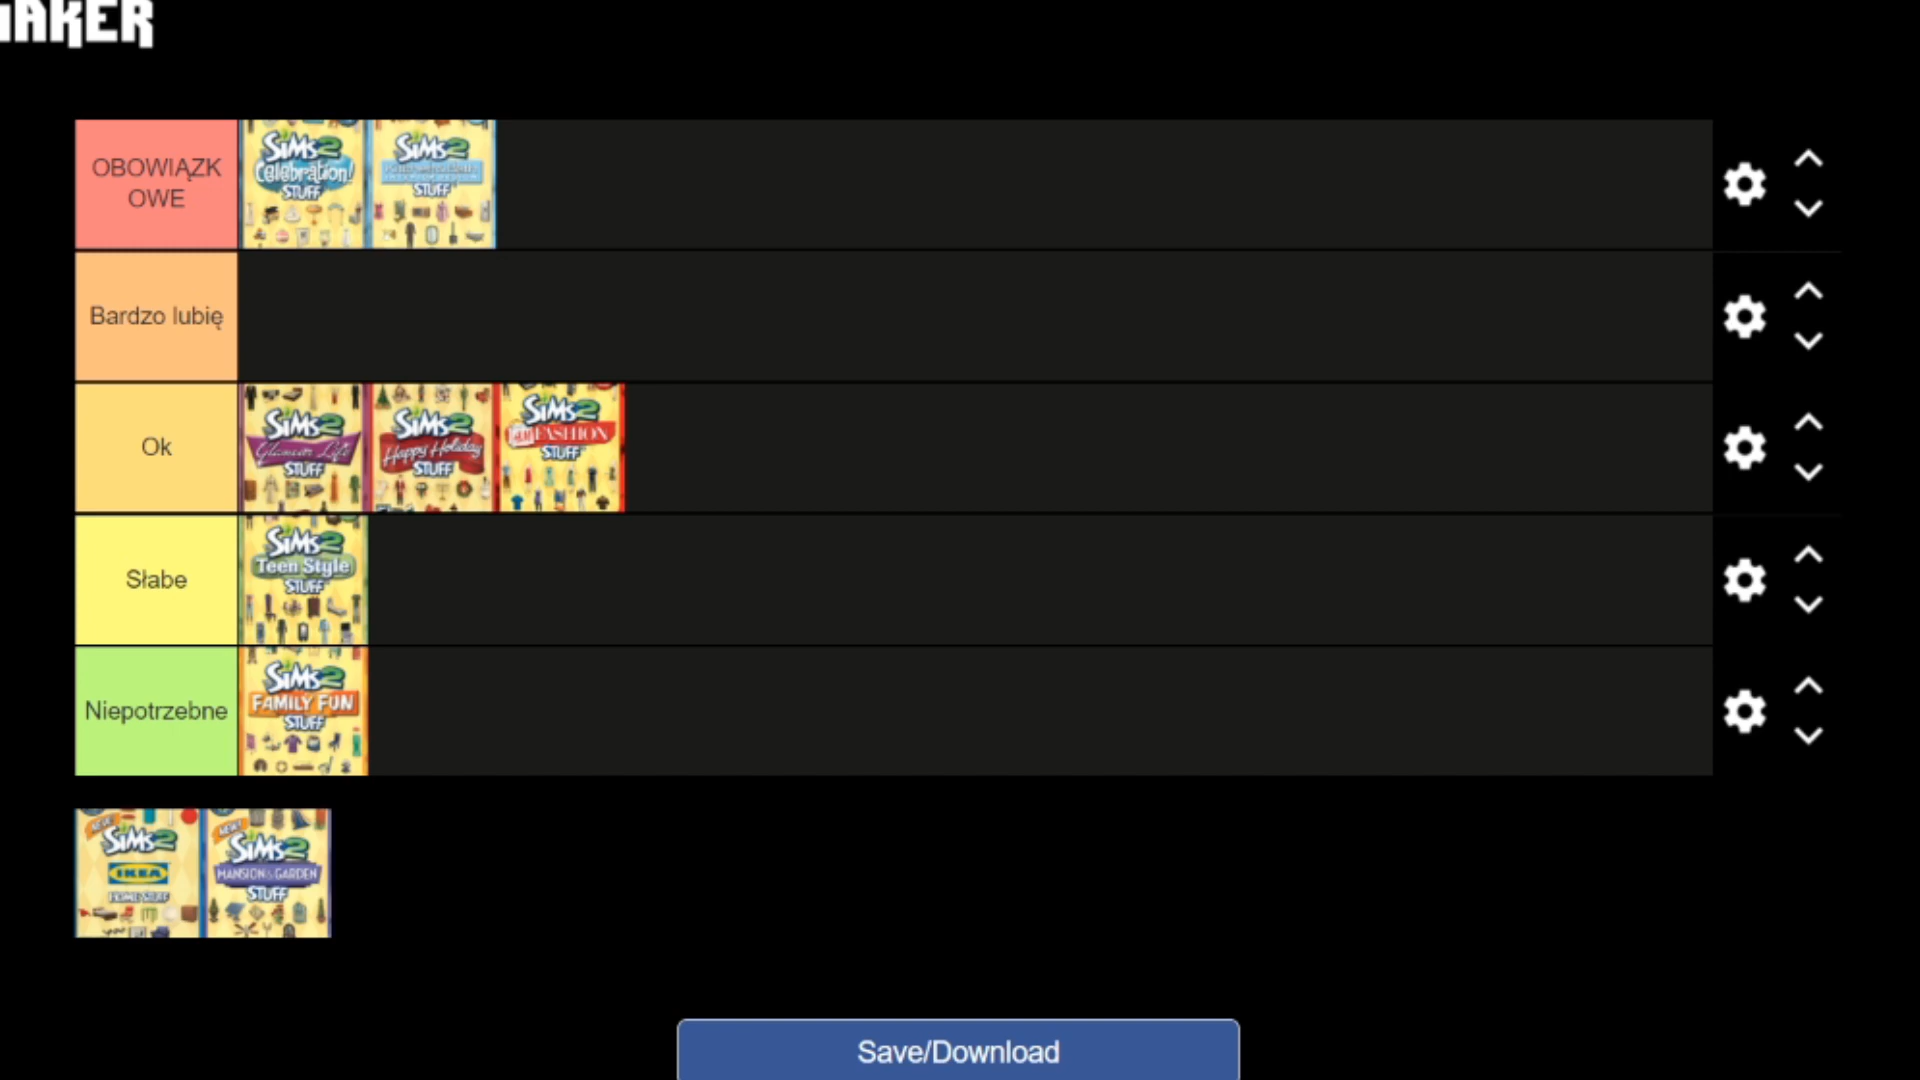 OBOWIĄZK
OWE
SiMs2
Celebration!
STUFF
SiMs2
STUFF
Bardzo lubię
Ok
SiMs2
Glamour Life
STUFF
SiMs2
Happy Holiday
STUFF
SiMs2
H&M FASHION
STUFF
Słabe
SiMs2
Teen Style
STUFF
Niepotrzebne
SiMs2
FAMILY FUN
STUFF
NEW!
SiMs2
IKEA
HOME STUFF
NEW!
SiMs2
MANSION & GARDEN
STUFF
Save/Download